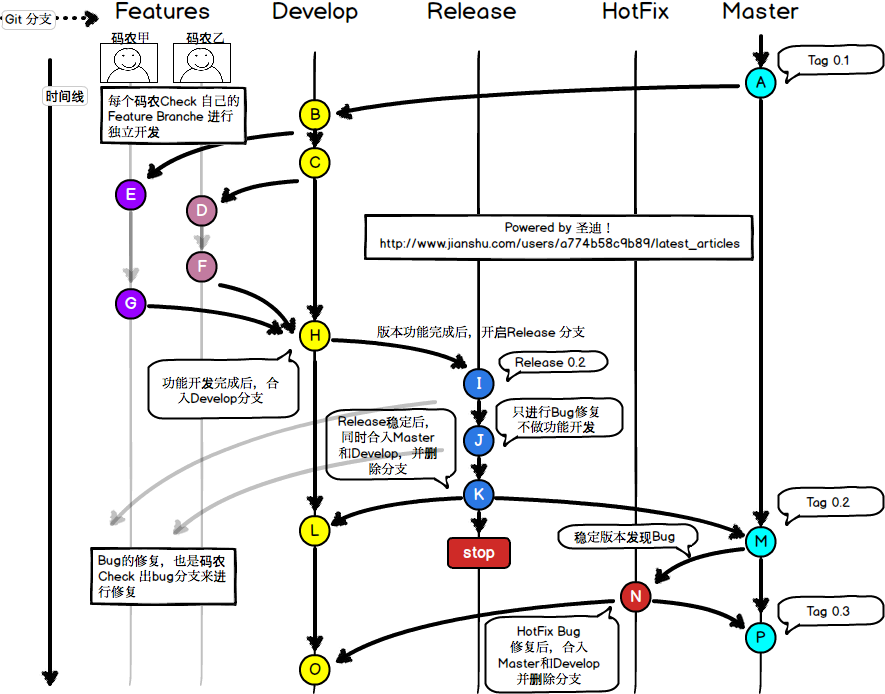 Git 分支
Features
Develop
Release
HotFix
Master
码农甲
码农乙
时间线
Tag 0.1
A
每个码农Check 自己的
Feature Branche 进行
独立开发
B
C
E
D
Powered by 圣迪！
http://www.jianshu.com/users/a774b58c9b89/latest_articles
F
G
H
版本功能完成后，开启Release 分支
Release 0.2
I
功能开发完成后，合
入Develop分支
只进行Bug修复
不做功能开发
Release稳定后，
同时合入Master
和Develop，并删
除分支
J
K
Tag 0.2
L
stop
稳定版本发现Bug
M
Bug的修复，也是码农
Check 出bug分支来进
行修复
N
Tag 0.3
HotFix Bug
修复后，合入
Master和Develop
并删除分支
P
O